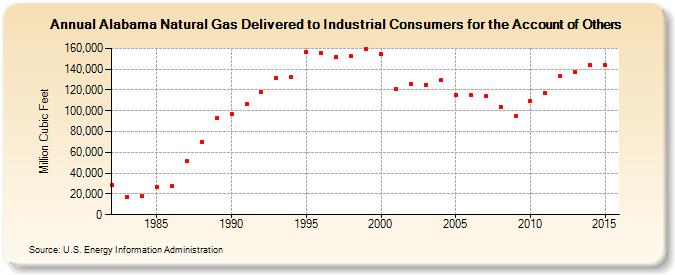 Annual Alabama Natural Gas Delivered to Industrial Consumers for the Account of Others
Million Cubic Feet
160,000
140,000
120,000
100,000
80,000
60,000
40,000
20,000
0
1985 1990 1995 2000 2005 2010 2015
Source: U.S. Energy Information Administration